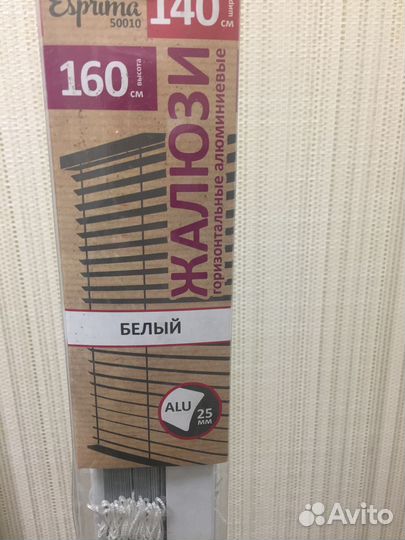 Esprima
50010
140
см
шир
160
см
высота
ЖАЛЮЗИ
горизонтальные алюминиевые
БЕЛЫЙ
ALU
25
мм
Avito